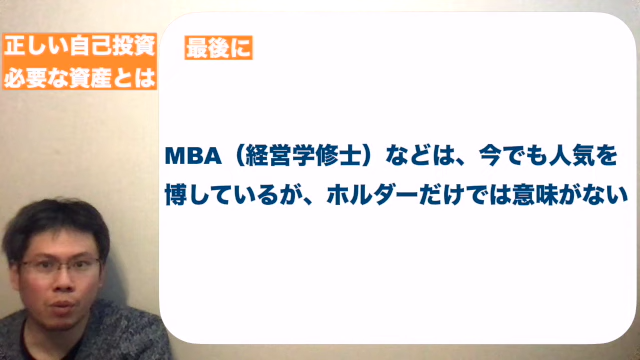 正しい自己投資
必要な資産とは
最後に
MBA（経営学修士）などは、今でも人気を
博しているが、ホルダーだけでは意味がない